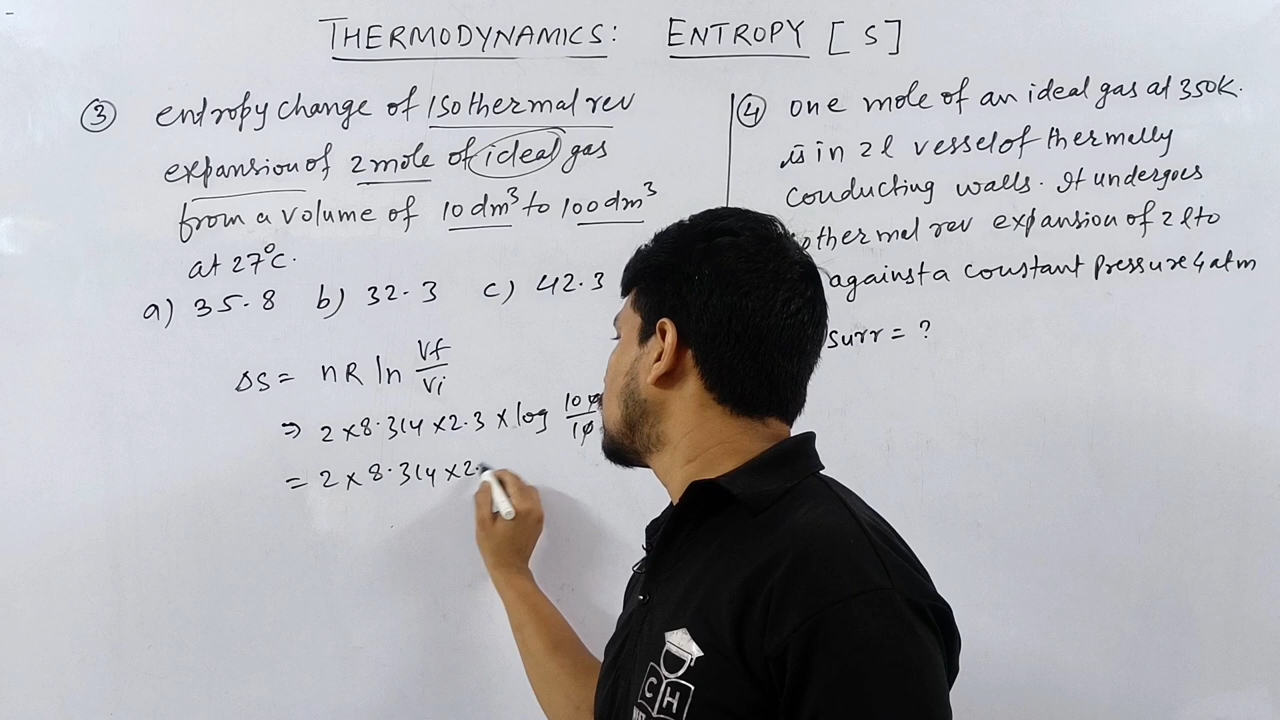 THERMODYNAMICS: ENTROPY [S]
③ entropy change of isothermal rev
expansion of 2 mole of ideal gas
from a volume of 10 dm³ to 100 dm³
at 27°C.
a) 35.8 b) 32.3 c) 42.3
ΔS = nR ln Vf/Vi
⇒ 2 × 8.314 × 2.3 × log 100/10
= 2 × 8.314 × 2.
④ one mole of an ideal gas at 350K.
is in 2l vessel of thermally
conducting walls. It undergoes
othermal rev expansion of 2l to
against a constant pressure 4 atm
surr = ?
C H